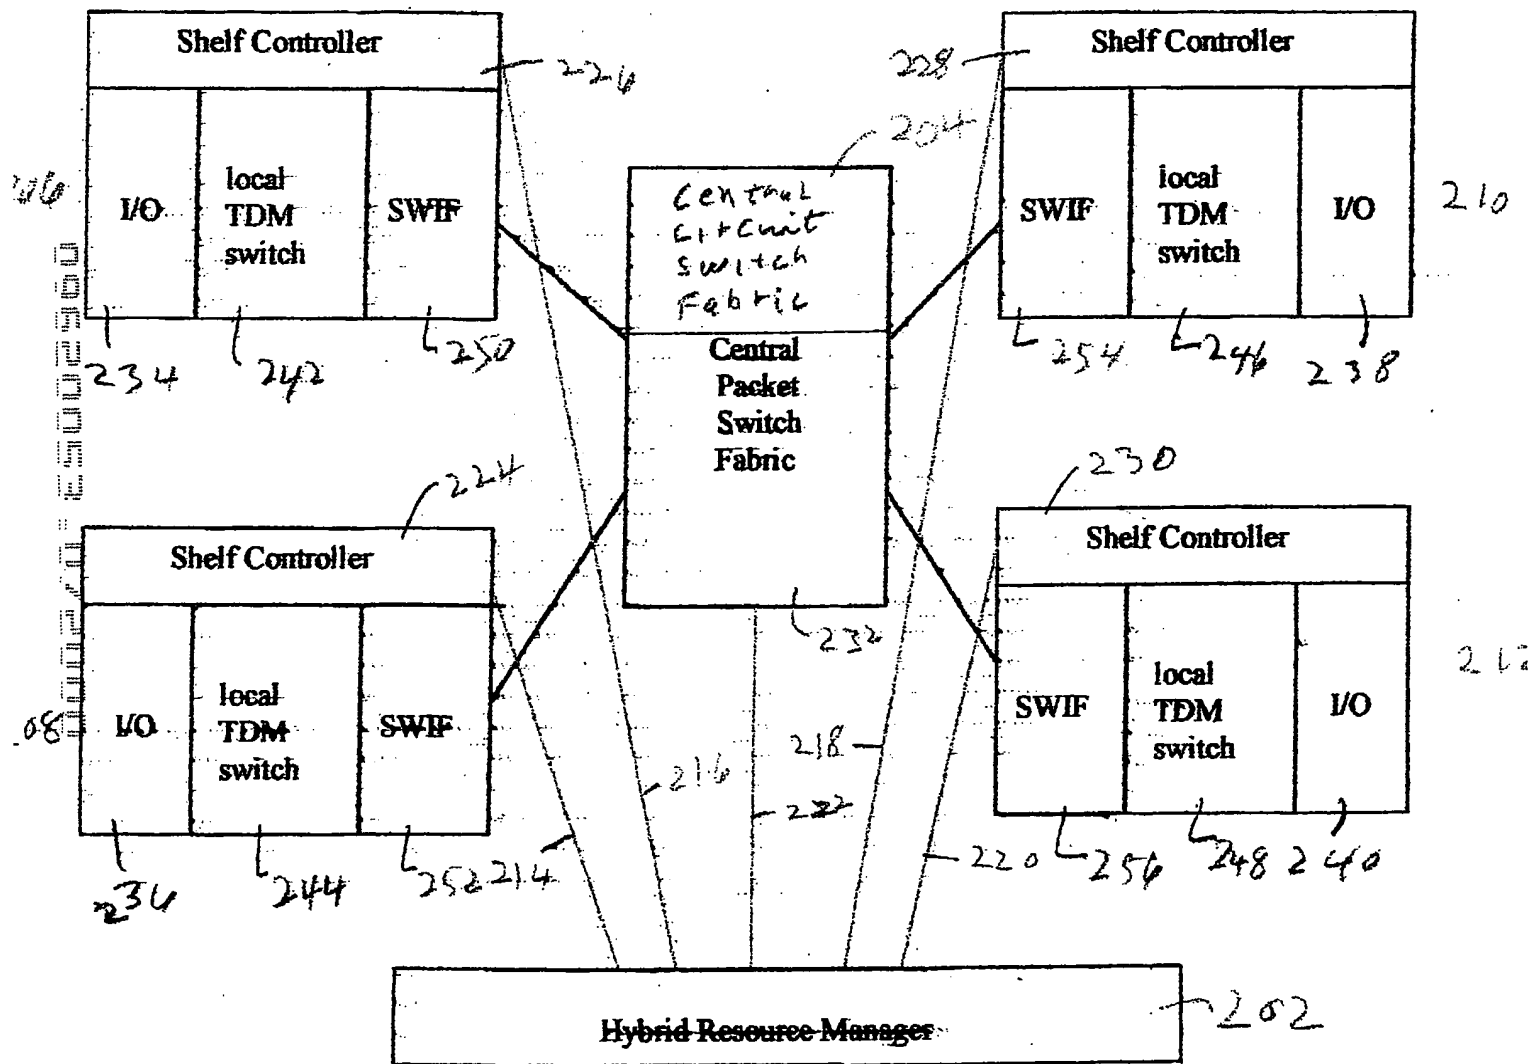 Shelf Controller
226
I/O
local
TDM
switch
SWIF
234
242
250
228
Shelf Controller
SWIF
local
TDM
switch
I/O
210
254
246
238
204
Central
Circuit
Switch
Fabric
Central
Packet
Switch
Fabric
232
224
Shelf Controller
I/O
local
TDM
switch
SWIF
236
244
252
230
Shelf Controller
SWIF
local
TDM
switch
I/O
256
248
240
214
216
222
218
220
Hybrid Resource Manager
202